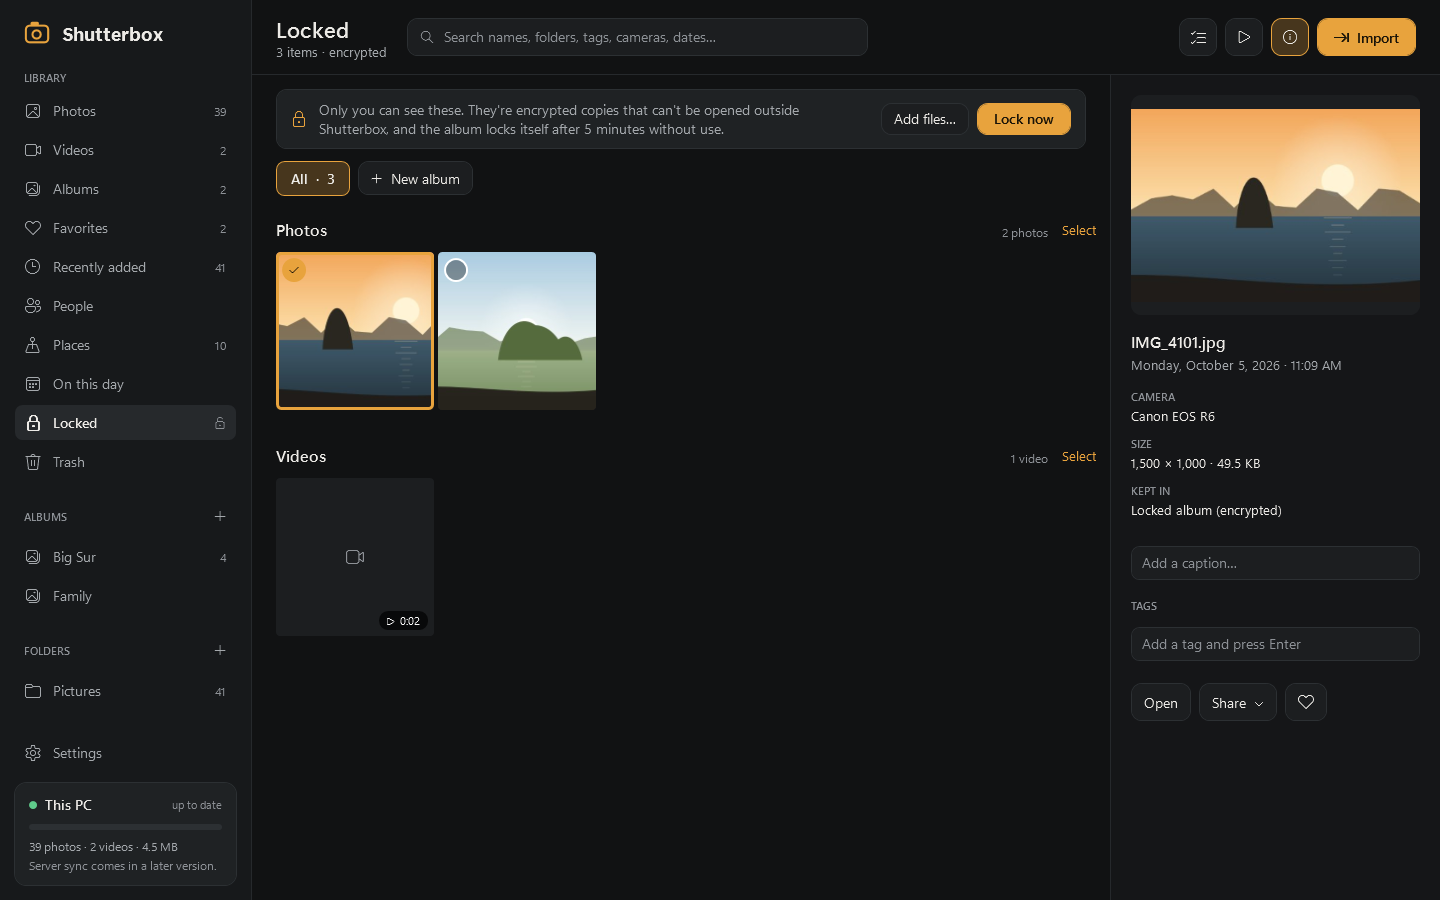 Shutterbox
LIBRARY
Photos 39
Videos 2
Albums 2
Favorites 2
Recently added 41
People
Places 10
On this day
Locked
Trash
ALBUMS
Big Sur 4
Family
FOLDERS
Pictures 41
Settings
This PC up to date
39 photos · 2 videos · 4.5 MB
Server sync comes in a later version.
Locked
3 items · encrypted
Search names, folders, tags, cameras, dates...
Import
Only you can see these. They're encrypted copies that can't be opened outside
Shutterbox, and the album locks itself after 5 minutes without use.
Add files...
Lock now
All · 3
New album
Photos
2 photos
Select
Videos
1 video
Select
0:02
IMG_4101.jpg
Monday, October 5, 2026 · 11:09 AM
CAMERA
Canon EOS R6
SIZE
1,500 × 1,000 · 49.5 KB
KEPT IN
Locked album (encrypted)
Add a caption...
TAGS
Add a tag and press Enter
Open
Share